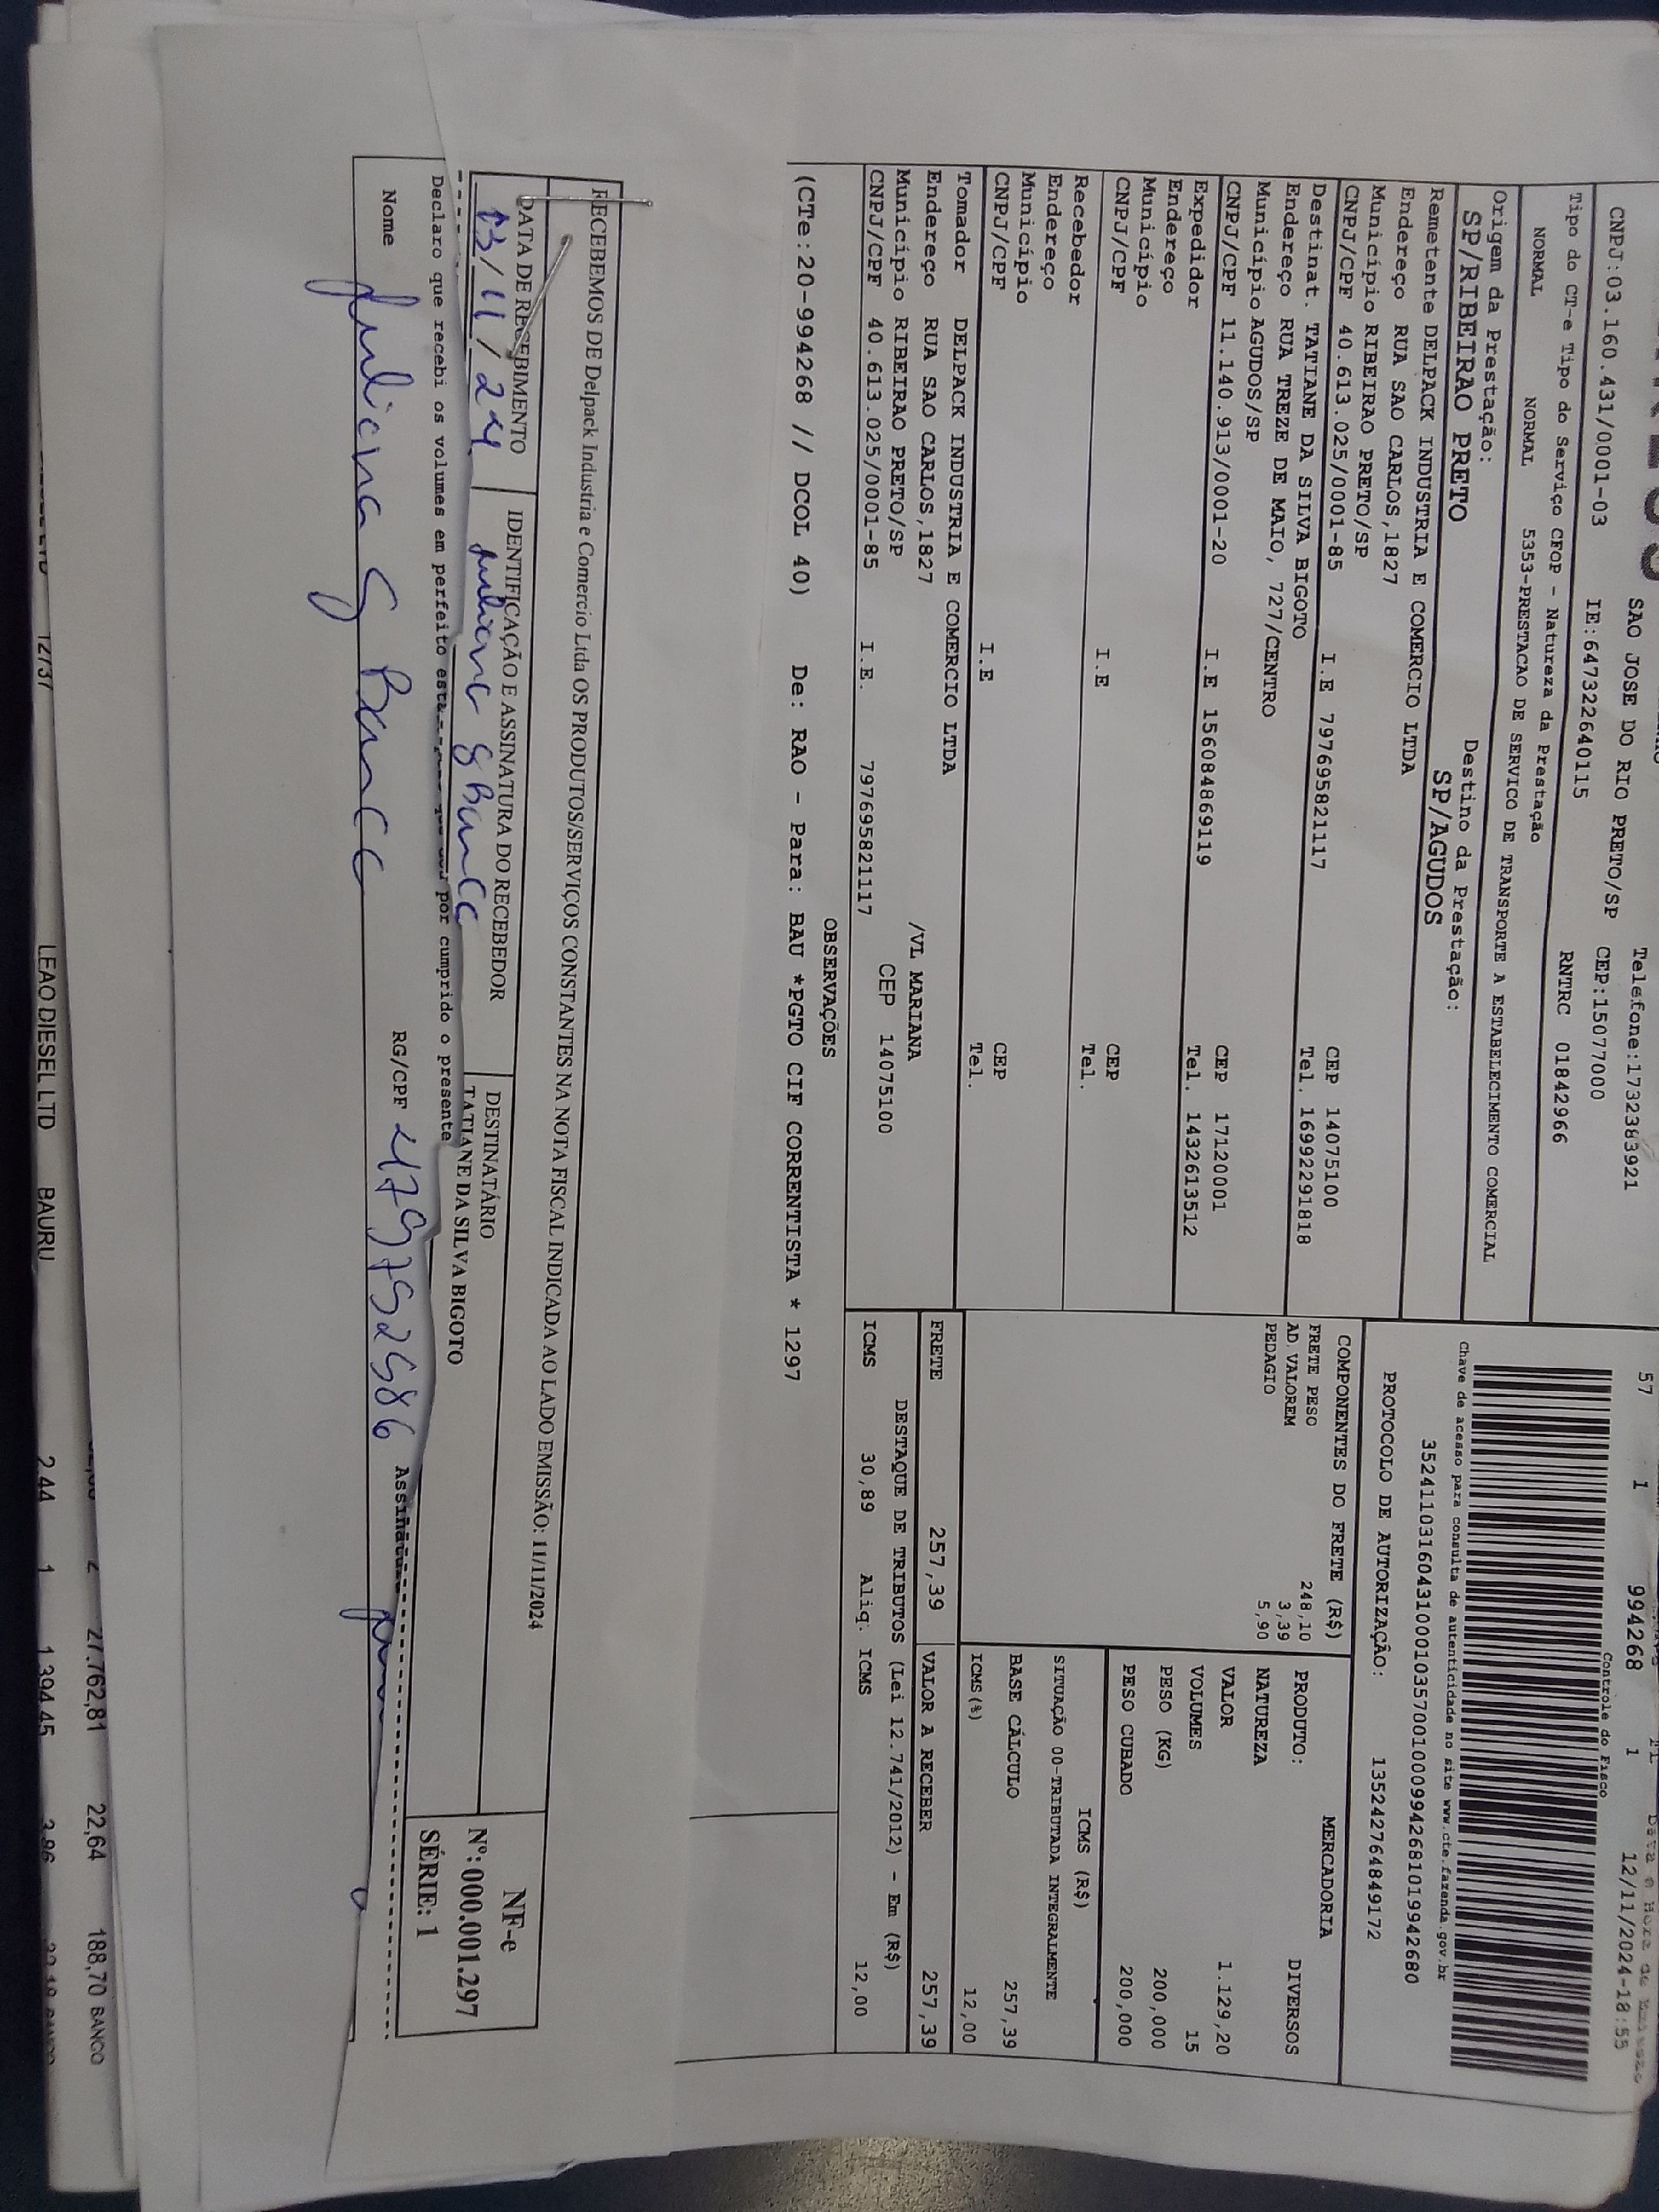 SAO JOSE DO RIO PRETO/SP Telefone:1732383921
CNPJ:03.160.431/0001-03 IE:647322640115 CEP:15077000
RNTRC 01842966
Tipo do CT-e Tipo do Serviço CFOP - Natureza da Prestação
NORMAL NORMAL 5353-PRESTACAO DE SERVICO DE TRANSPORTE A ESTABELECIMENTO COMERCIAL
57 1 994268 1 12/11/2024-18:55
Controle do Fisco
Chave de acesso para consulta de autenticidade no site www.cte.fazenda.gov.br
35241103160431000103570010009942681019942680
PROTOCOLO DE AUTORIZAÇÃO: 135242764849172
Origem da Prestação: Destino da Prestação:
SP/RIBEIRAO PRETO SP/AGUDOS
Remetente DELPACK INDUSTRIA E COMERCIO LTDA
Endereço RUA SAO CARLOS,1827
Município RIBEIRAO PRETO/SP CEP 14075100
CNPJ/CPF 40.613.025/0001-85 I.E 797695821117 Tel. 16992291818
Destinat. TATIANE DA SILVA BIGOTO
Endereço RUA TREZE DE MAIO, 727/CENTRO
Município AGUDOS/SP CEP 17120001
CNPJ/CPF 11.140.913/0001-20 I.E 156084869119 Tel. 1432613512
Expedidor
Endereço
Município CEP
CNPJ/CPF I.E Tel.
Recebedor
Endereço
Município CEP
CNPJ/CPF I.E Tel.
Tomador DELPACK INDUSTRIA E COMERCIO LTDA
Endereço RUA SAO CARLOS,1827 /VL MARIANA
Município RIBEIRAO PRETO/SP CEP 14075100
CNPJ/CPF 40.613.025/0001-85 I.E. 797695821117
COMPONENTES DO FRETE (R$)
FRETE PESO 248,10
AD.VALOREM 3,39
PEDAGIO 5,90
MERCADORIA
PRODUTO: DIVERSOS
NATUREZA
VALOR 1.129,20
VOLUMES 15
PESO (KG) 200,000
PESO CUBADO 200,000
ICMS (R$)
SITUAÇÃO 00-TRIBUTADA INTEGRALMENTE
BASE CÁLCULO 257,39
ICMS(%) 12,00
FRETE 257,39 VALOR A RECEBER 257,39
DESTAQUE DE TRIBUTOS (Lei 12.741/2012) - Em (R$)
ICMS 30,89 Aliq: ICMS 12,00
OBSERVAÇÕES
(CTe:20-994268 // DCOL 40) De: RAO - Para: BAU *PGTO CIF CORRENTISTA * 1297
RECEBEMOS DE Delpack Industria e Comercio Ltda OS PRODUTOS/SERVIÇOS CONSTANTES NA NOTA FISCAL INDICADA AO LADO EMISSÃO: 11/11/2024
DATA DE RECEBIMENTO IDENTIFICAÇÃO E ASSINATURA DO RECEBEDOR DESTINATÁRIO
13/11/24 TATIANE DA SILVA BIGOTO
NF-e
Nº: 000.001.297
SÉRIE: 1
Declaro que recebi os volumes em perfeito por cumprido o presente
Nome Juliana G RG/CPF 479752586 Assinatura
27.762,81 22,64 188,70 BANCO
LEAO DIESEL LTD BAURU 2,44 1 1.394,45